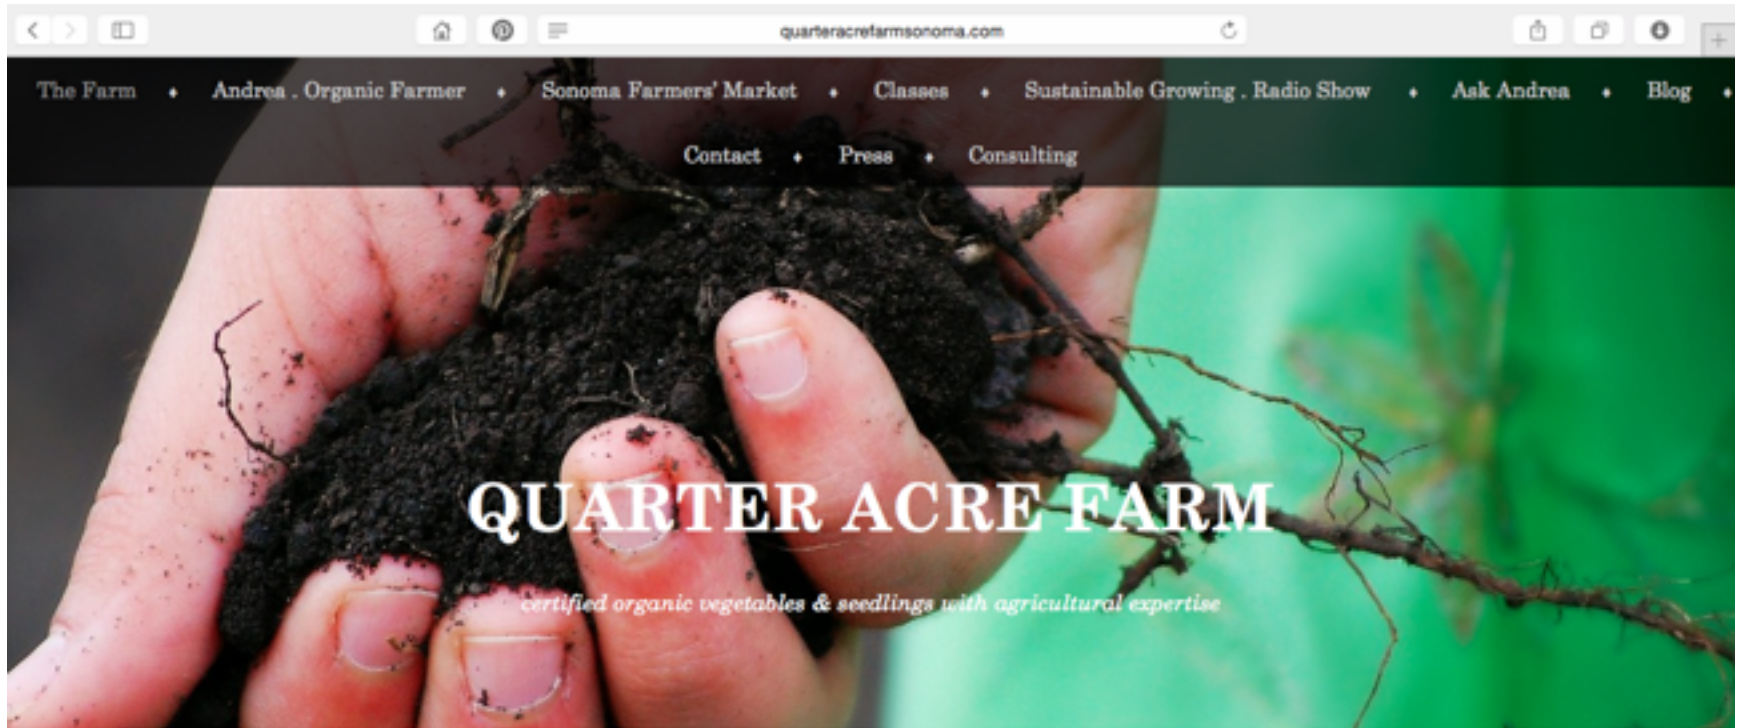 quarteracrefarmsonoma.com
The Farm • Andrea . Organic Farmer • Sonoma Farmers' Market • Classes • Sustainable Growing . Radio Show • Ask Andrea • Blog •
Contact • Press • Consulting
QUARTER ACRE FARM
certified organic vegetables & seedlings with agricultural expertise